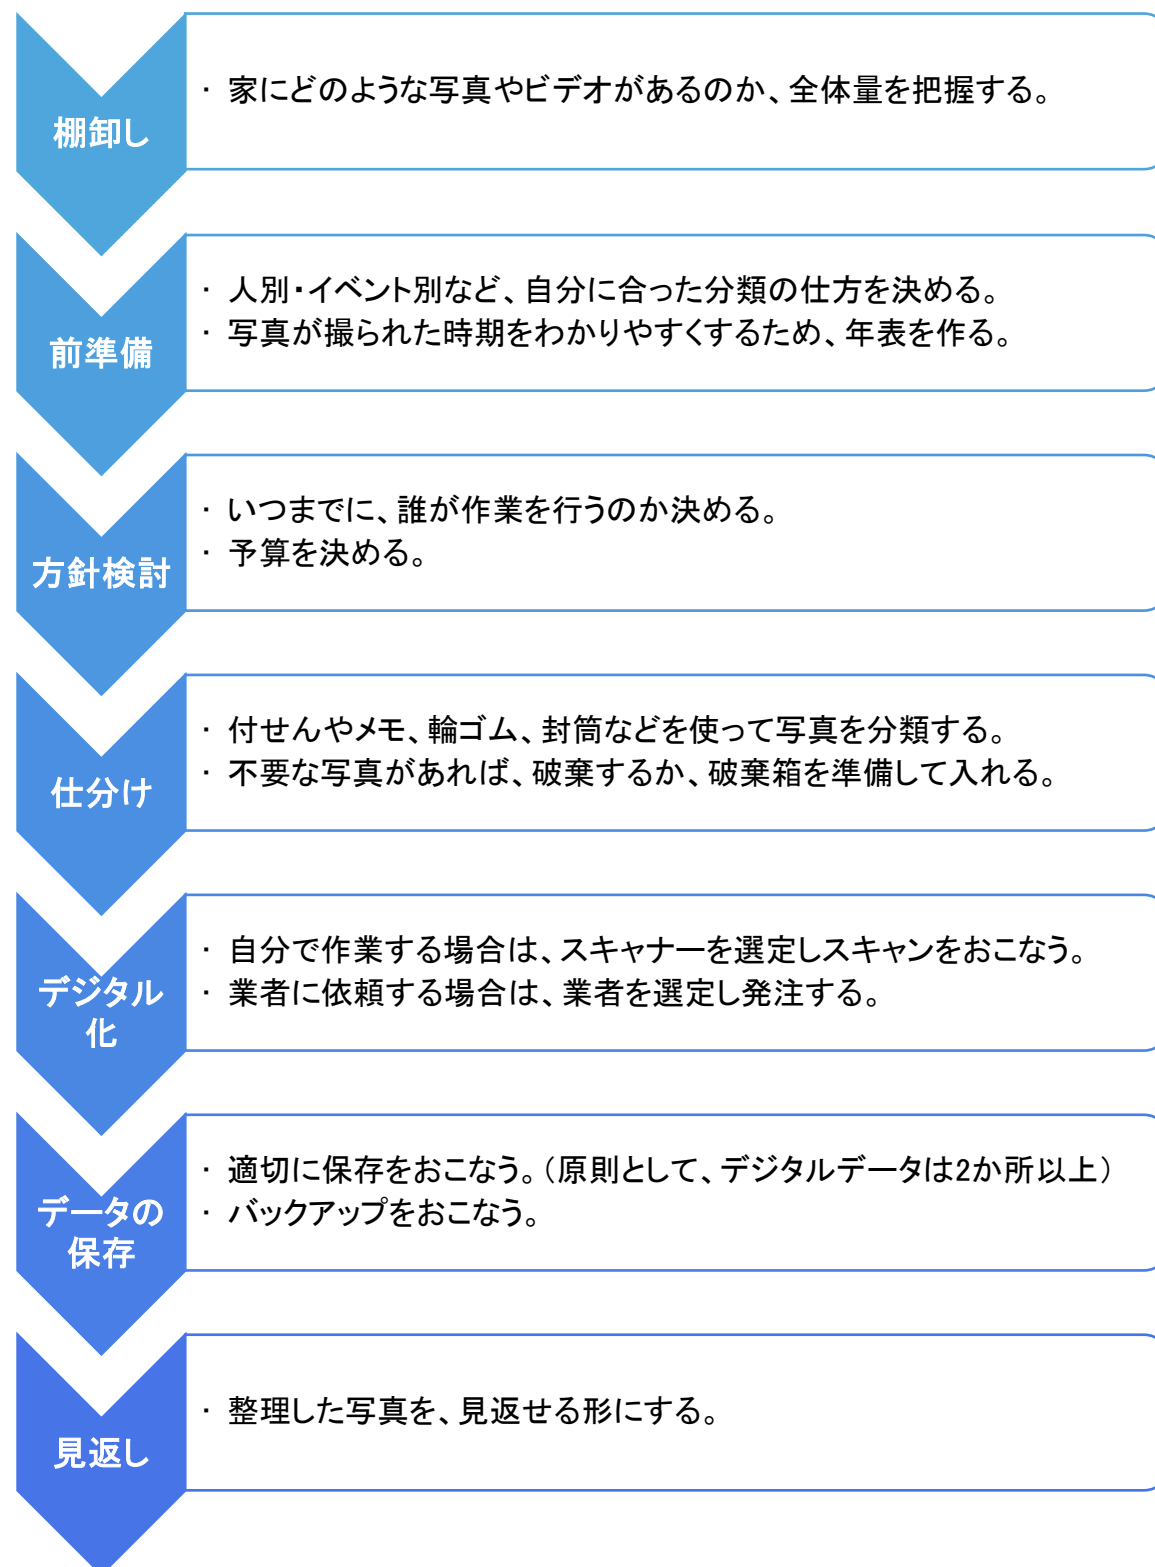 棚卸し
・ 家にどのような写真やビデオがあるのか、全体量を把握する。
前準備
・ 人別・イベント別など、自分に合った分類の仕方を決める。
・ 写真が撮られた時期をわかりやすくするため、年表を作る。
方針検討
・ いつまでに、誰が作業を行うのか決める。
・ 予算を決める。
仕分け
・ 付せんやメモ、輪ゴム、封筒などを使って写真を分類する。
・ 不要な写真があれば、破棄するか、破棄箱を準備して入れる。
デジタル
化
・ 自分で作業する場合は、スキャナーを選定しスキャンをおこなう。
・ 業者に依頼する場合は、業者を選定し発注する。
データの
保存
・ 適切に保存をおこなう。（原則として、デジタルデータは2か所以上）
・ バックアップをおこなう。
見返し
・ 整理した写真を、見返せる形にする。